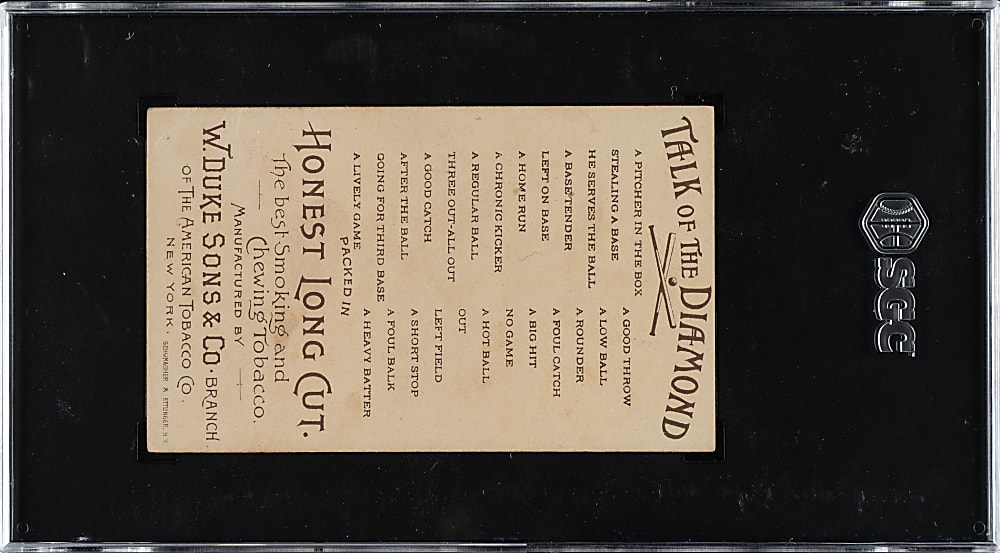 TALK OF THE DIAMOND
A PITCHER IN THE BOX
STEALING A BASE
HE SERVES THE BALL
A BASE TENDER
LEFT ON BASE
A HOME RUN
A CHRONIC KICKER
A REGULAR BALL
THREE OUT-ALL OUT
A GOOD CATCH
AFTER THE BALL
GOING FOR THIRD BASE
A LIVELY GAME
A GOOD THROW
A LOW BALL
A ROUNDER
A FOUL CATCH
A BIG HIT
NO GAME
A HOT BALL
OUT
LEFT FIELD
A SHORT STOP
A FOUL BALK
A HEAVY BATTER
PACKED IN
HONEST LONG CUT.
The best Smoking and
Chewing Tobacco.
MANUFACTURED BY
W. DUKE SONS & CO. BRANCH.
OF THE AMERICAN TOBACCO CO.
NEW YORK.
SCHUMACHER & ETTLINGER, N.Y.
SGC